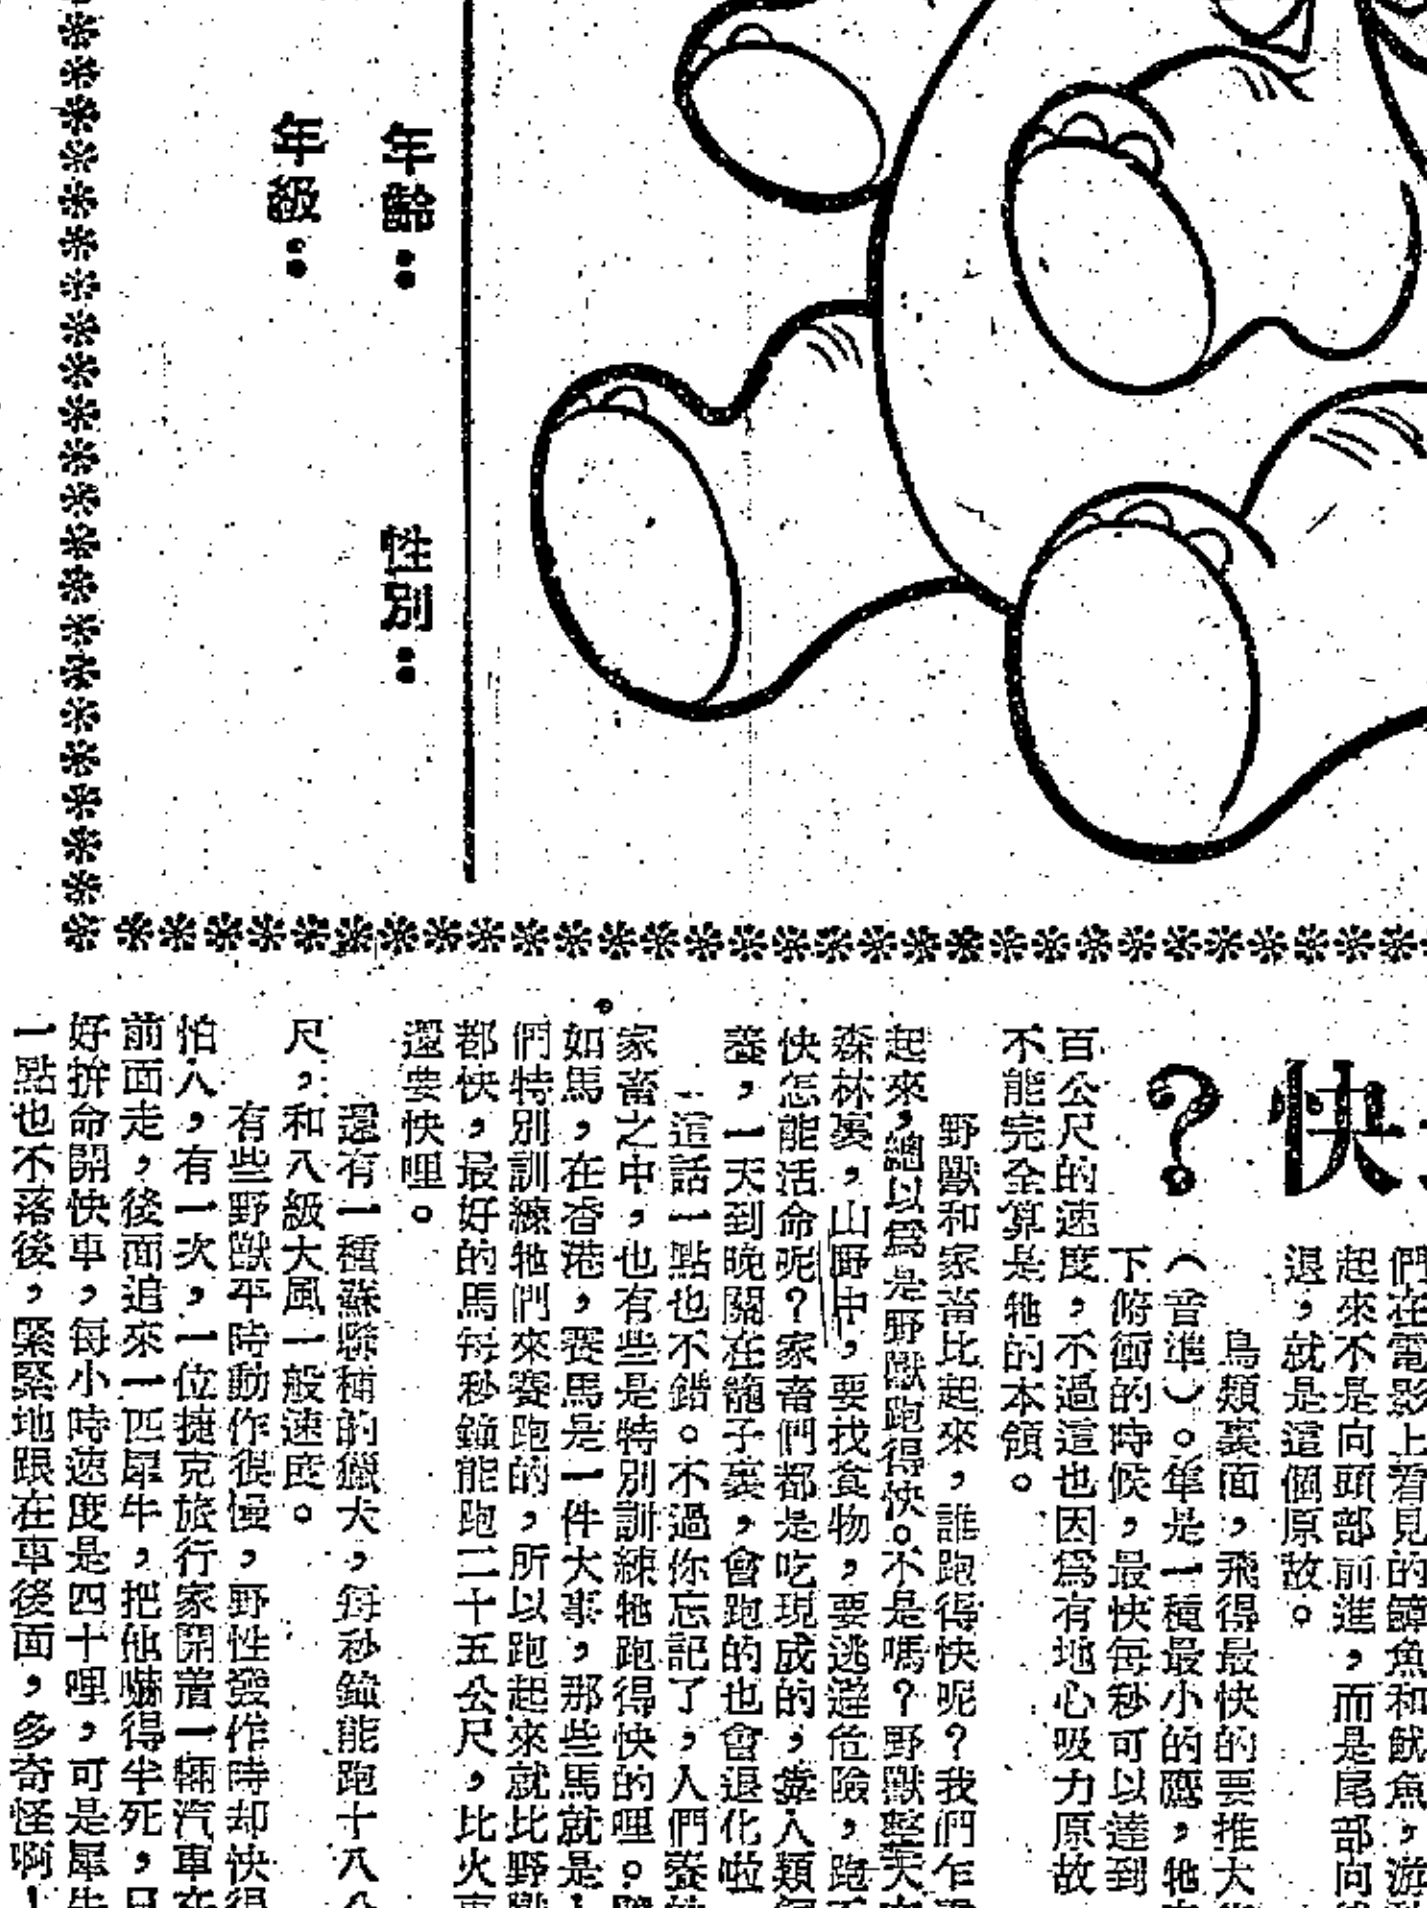 年齡： 性別：
年級：
快？
們在電影上看見的鱆魚和魷魚，游
起來不是向頭部前進，而是尾部向
退，就是這個原故。
鳥類裏面，飛得最快的要推大
（音準）。隼是一種最小的鷹，牠
下俯衝的時候，最快每秒可以達到
百公尺的速度，不過這也因爲有地心吸力原故
不能完全算是牠的本領。
野獸和家畜比起來，誰跑得快呢？我們乍
起來，總以爲是野獸跑得快。不是嗎？野獸整天
森林裏，山野中，要找食物，要逃避危險，跑
快怎能活命呢？家畜們都是吃現成的，靠人類
養，一天到晚關在籠子裏，會跑的也會退化啦
這話一點也不錯。不過你忘記了，人們養
家畜之中，也有些是特別訓練牠跑得快的哩。
如馬，在香港，賽馬是一件大事，那些馬就是
們特別訓練牠們來賽跑的，所以跑起來就比野
都快，最好的馬每秒鐘能跑二十五公尺，比火
還要快哩。
還有一種蘇聯種的獵犬，每秒鐘能跑十八公
尺，和八級大風一般速度。
有些野獸平時動作很慢，野性發作時却快得
怕人，有一次，一位捷克旅行家開着一輛汽車在
前面走，後面追來一匹犀牛，把他嚇得半死，只
好拚命開快車，每小時速度是四十哩，可是犀牛
一點也不落後，緊緊地跟在車後面，多奇怪啊！